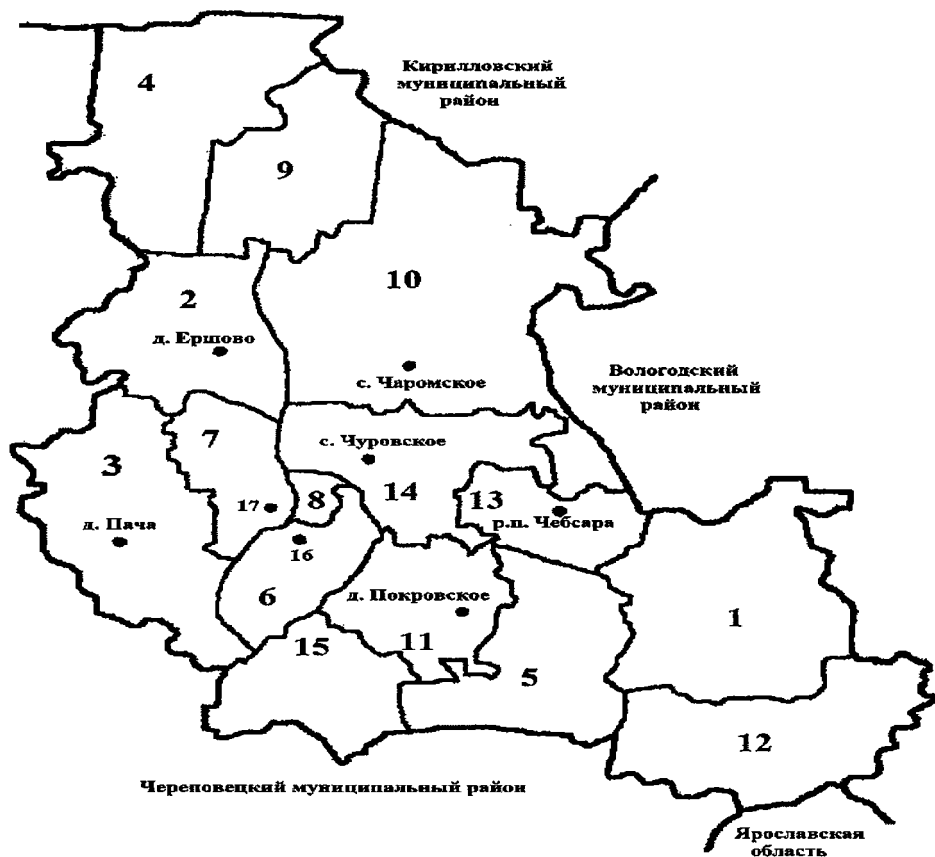 Кирилловский
муниципальный
район
4
9
10
2
д. Ершово
с. Чаромское
Вологодский
муниципальный
район
7
с. Чуровское
3
8
14
13
17
р.п. Чебсара
д. Пача
16
6
д. Покровское
1
15
11
5
12
Череповецкий муниципальный район
Ярославская
область